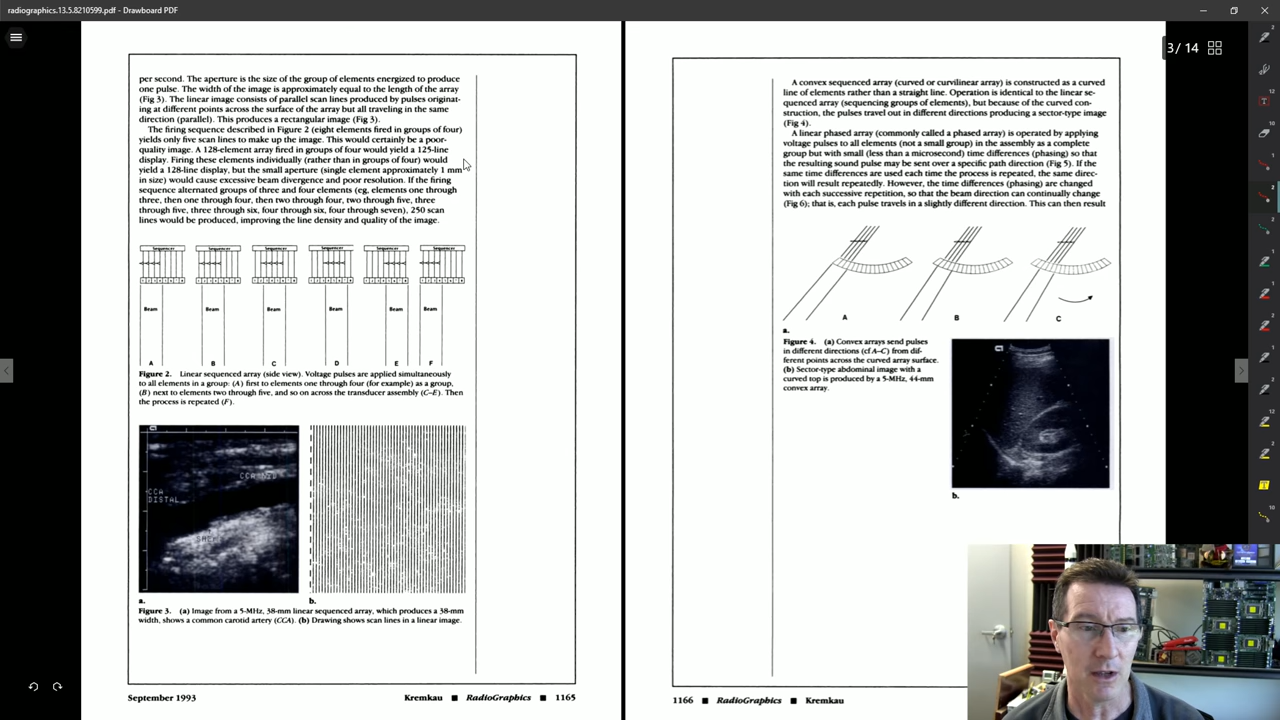 radiographics.13.5.8210599.pdf - Drawboard PDF
3 / 14
per second. The aperture is the size of the group of elements energized to produce
one pulse. The width of the image is approximately equal to the length of the array
(Fig 3). The linear image consists of parallel scan lines produced by pulses originat-
ing at different points across the surface of the array but all traveling in the same
direction (parallel). This produces a rectangular image (Fig 3).
The firing sequence described in Figure 2 (eight elements fired in groups of four)
yields only five scan lines to make up the image. This would certainly be a poor-
quality image. A 128-element array fired in groups of four would yield a 125-line
display. Firing these elements individually (rather than in groups of four) would
yield a 128-line display, but the small aperture (single element approximately 1 mm
in size) would cause excessive beam divergence and poor resolution. If the firing
sequence alternated groups of three and four elements (eg, elements one through
three, then one through four, then two through four, two through five, three
through five, three through six, four through six, four through seven), 250 scan
lines would be produced, improving the line density and quality of the image.
Sequencer Sequencer Sequencer Sequencer Sequencer Sequencer
Beam Beam Beam Beam Beam Beam
A B C D E F
Figure 2. Linear sequenced array (side view). Voltage pulses are applied simultaneously
to all elements in a group: (A) first to elements one through four (for example) as a group,
(B) next to elements two through five, and so on across the transducer assembly (C–E). Then
the process is repeated (F).
CCA MID
CCA
DISTAL
a. b.
Figure 3. (a) Image from a 5-MHz, 38-mm linear sequenced array, which produces a 38-mm
width, shows a common carotid artery (CCA). (b) Drawing shows scan lines in a linear image.
September 1993 Kremkau ■ RadioGraphics ■ 1165
A convex sequenced array (curved or curvilinear array) is constructed as a curved
line of elements rather than a straight line. Operation is identical to the linear se-
quenced array (sequencing groups of elements), but because of the curved con-
struction, the pulses travel out in different directions producing a sector-type image
(Fig 4).
A linear phased array (commonly called a phased array) is operated by applying
voltage pulses to all elements (not a small group) in the assembly as a complete
group but with small (less than a microsecond) time differences (phasing) so that
the resulting sound pulse may be sent over a specific path direction (Fig 5). If the
same time differences are used each time the process is repeated, the same direc-
tion will result repeatedly. However, the time differences (phasing) are changed
with each successive repetition, so that the beam direction can continually change
(Fig 6); that is, each pulse travels in a slightly different direction. This can then result
A B C
a.
Figure 4. (a) Convex arrays send pulses
in different directions (cf A–C) from dif-
ferent points across the curved array surface.
(b) Sector-type abdominal image with a
curved top is produced by a 5-MHz, 44-mm
convex array.
b.
1166 ■ RadioGraphics ■ Kremkau